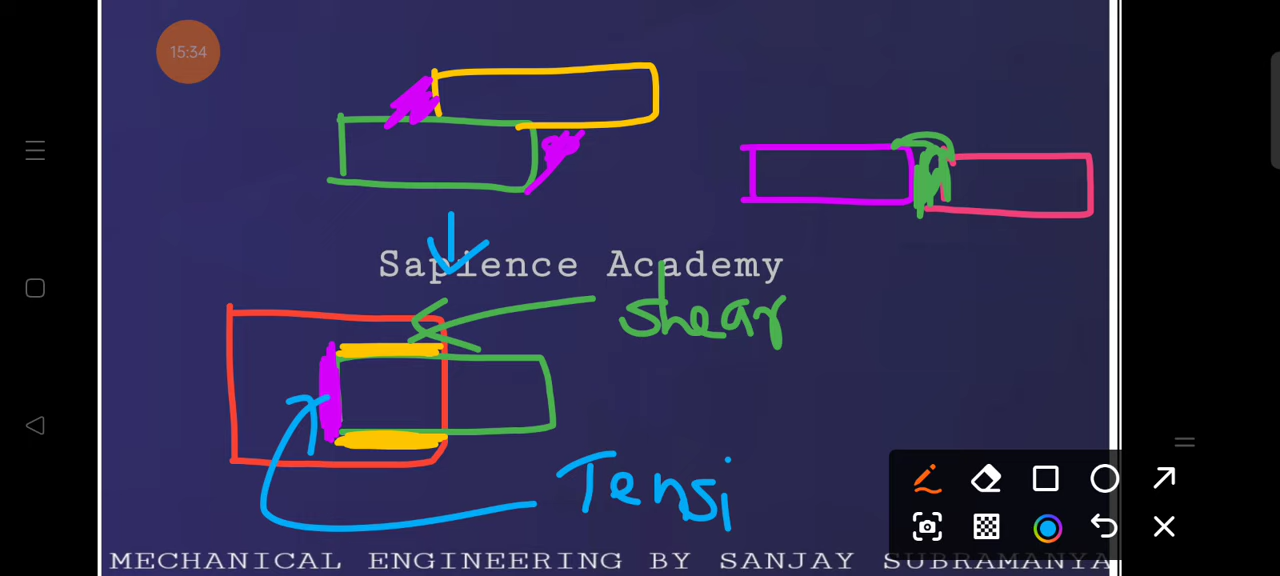 15:34
Sapience Academy
shear
Tensi
MECHANICAL ENGINEERING BY SANJAY SUBRAMANYA